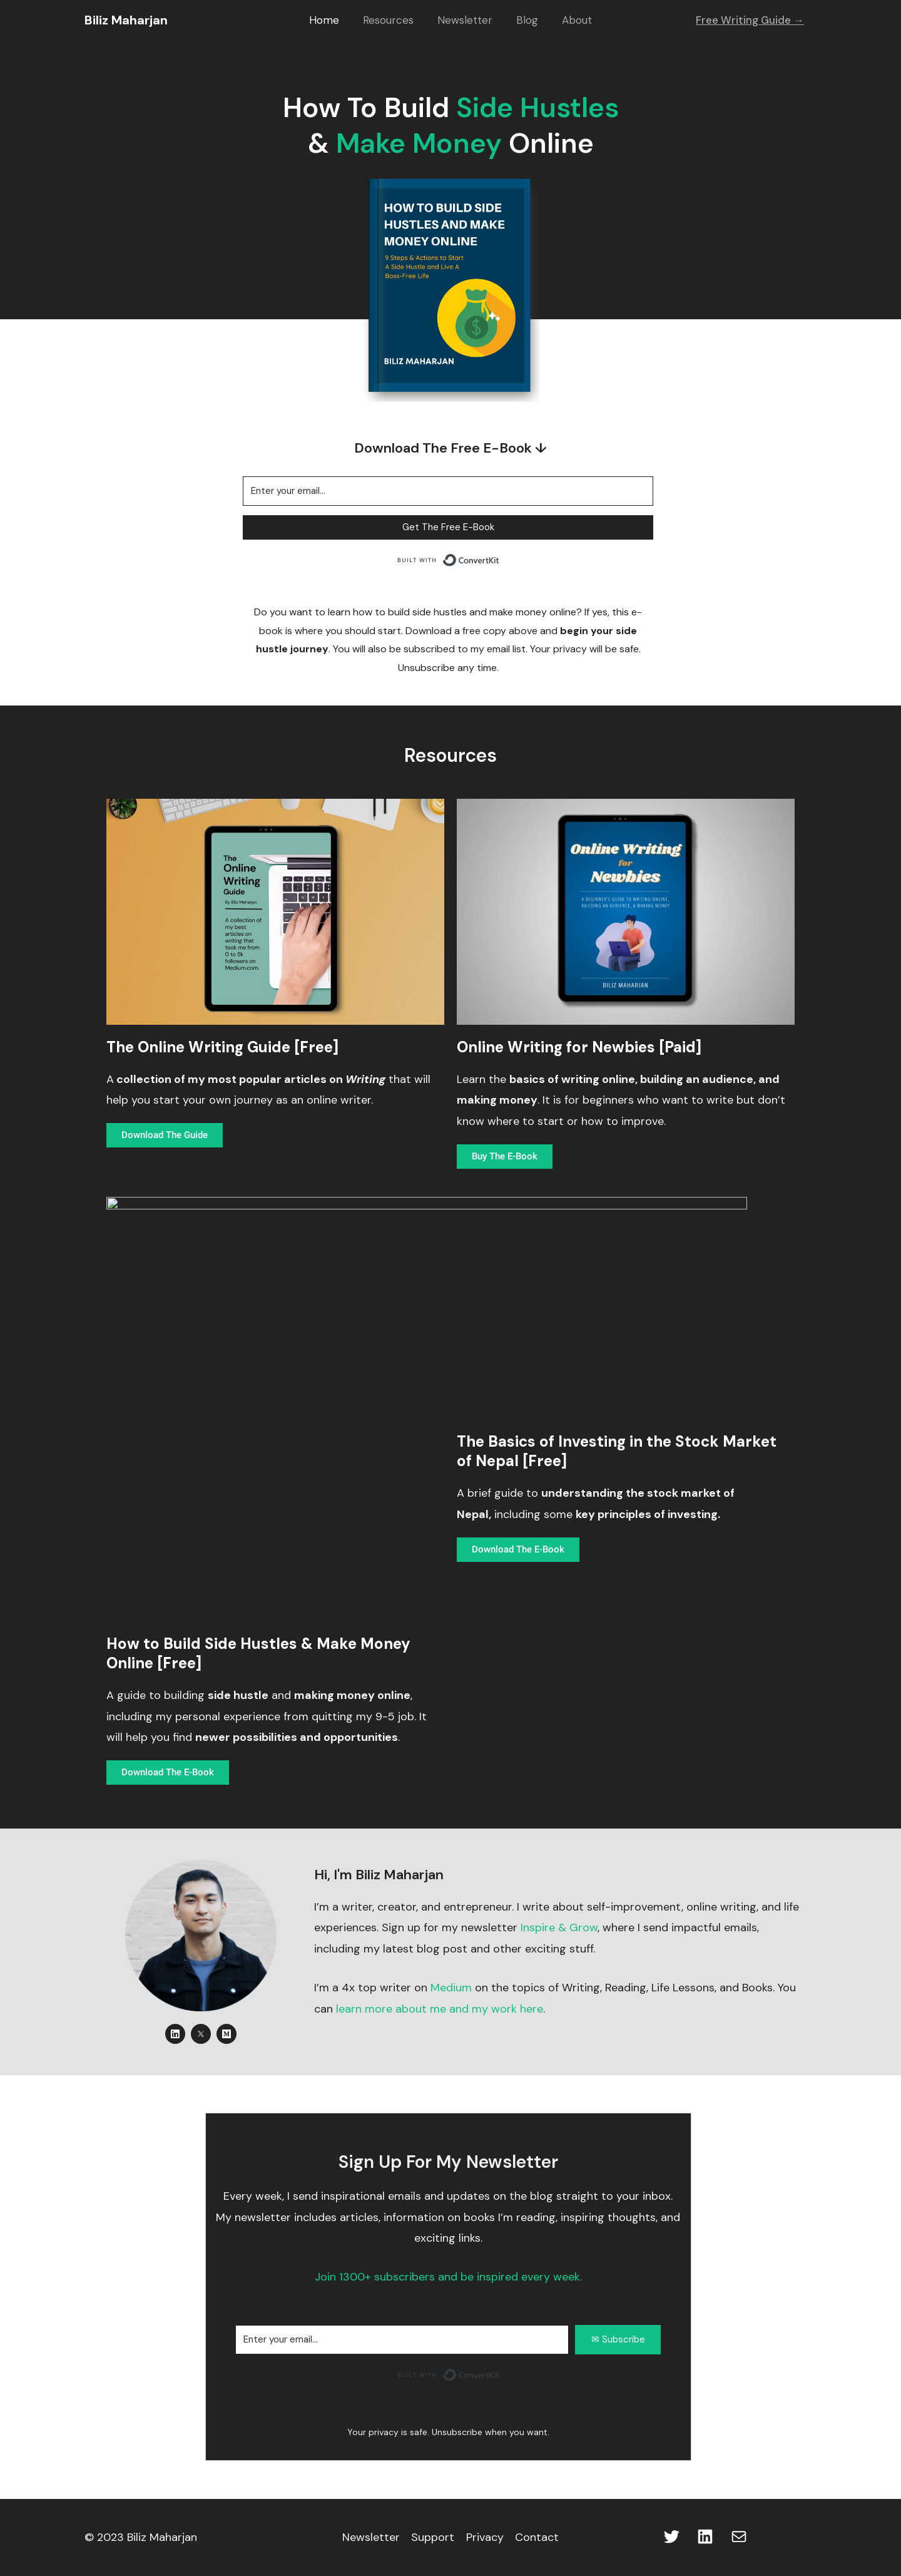 Biliz Maharjan
Home Resources Newsletter Blog About
Free Writing Guide →
How To Build Side Hustles
& Make Money Online
HOW TO BUILD SIDE
HUSTLES AND MAKE
MONEY ONLINE
9 Steps & Actions to Start
A Side Hustle and Live A
Boss-Free Life
BILIZ MAHARJAN
Download The Free E-Book ↓
Enter your email...
Get The Free E-Book
BUILT WITH ConvertKit
Do you want to learn how to build side hustles and make money online? If yes, this e-
book is where you should start. Download a free copy above and begin your side
hustle journey. You will also be subscribed to my email list. Your privacy will be safe.
Unsubscribe any time.
Resources
The
Online
Writing
Guide
By Biliz Maharjan
A collection of my
best articles on
writing that took
me from 0 to 5k
followers on
Medium.com.
The Online Writing Guide [Free]
A collection of my most popular articles on Writing that will
help you start your own journey as an online writer.
Download The Guide
Online Writing
for
Newbies
A BEGINNER'S GUIDE TO WRITING ONLINE,
BUILDING AN AUDIENCE, & MAKING MONEY
BILIZ MAHARJAN
Online Writing for Newbies [Paid]
Learn the basics of writing online, building an audience, and
making money. It is for beginners who want to write but don’t
know where to start or how to improve.
Buy The E-Book
The Basics of Investing in the Stock Market
of Nepal [Free]
A brief guide to understanding the stock market of
Nepal, including some key principles of investing.
Download The E-Book
How to Build Side Hustles & Make Money
Online [Free]
A guide to building side hustle and making money online,
including my personal experience from quitting my 9-5 job. It
will help you find newer possibilities and opportunities.
Download The E-Book
Hi, I'm Biliz Maharjan
I’m a writer, creator, and entrepreneur. I write about self-improvement, online writing, and life
experiences. Sign up for my newsletter Inspire & Grow, where I send impactful emails,
including my latest blog post and other exciting stuff.
I’m a 4x top writer on Medium on the topics of Writing, Reading, Life Lessons, and Books. You
can learn more about me and my work here.
Sign Up For My Newsletter
Every week, I send inspirational emails and updates on the blog straight to your inbox.
My newsletter includes articles, information on books I’m reading, inspiring thoughts, and
exciting links.
Join 1300+ subscribers and be inspired every week.
Enter your email...
✉ Subscribe
BUILT WITH ConvertKit
Your privacy is safe. Unsubscribe when you want.
© 2023 Biliz Maharjan
Newsletter Support Privacy Contact